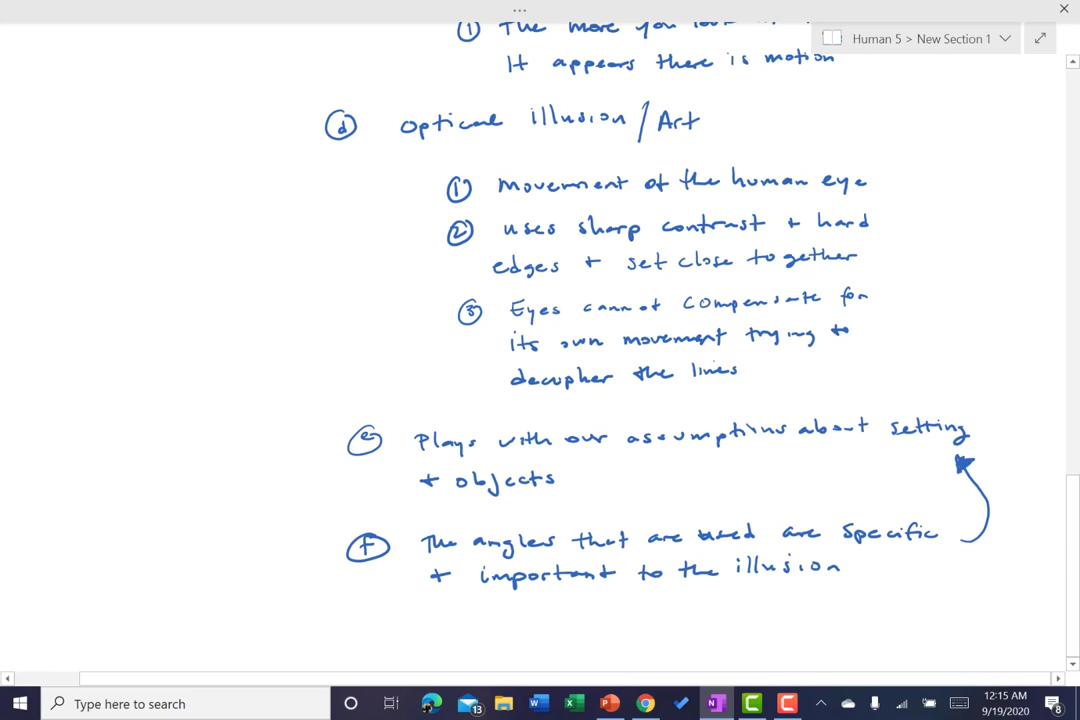 Human 5 > New Section 1
① The more you
It appears there is motion
ⓓ optical illusion / Art
① movement of the human eye
② uses sharp contrast + hard
edges + set close together
③ Eyes cannot compensate for
its own movement trying to
decupher the lines
ⓔ Plays with our assumptions about setting
+ objects
ⓕ The angles that are used are specific
+ important to the illusion
Type here to search
13
12:15 AM
9/19/2020
8